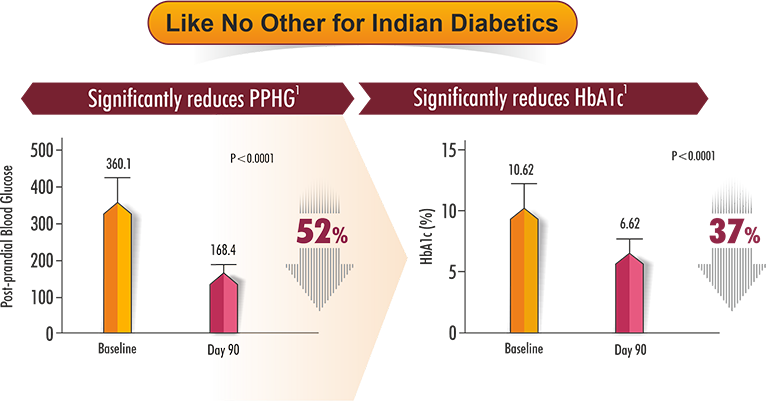 Like No Other for Indian Diabetics
Significantly reduces PPHG1
Post-prandial Blood Glucose
500
400
300
200
100
0
360.1
168.4
P<0.0001
52%
Baseline
Day 90
Significantly reduces HbA1c1
HbA1c (%)
15
10
5
0
10.62
6.62
P<0.0001
37%
Baseline
Day 90